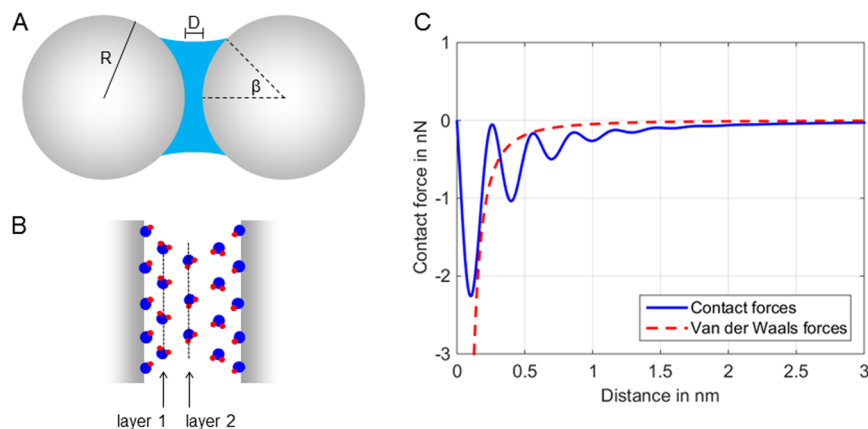 A
D
R
β
B
layer 1
layer 2
C
Contact force in nN
1
0
-1
-2
-3
Contact forces
Van der Waals forces
0
0.5
1
1.5
2
2.5
3
Distance in nm